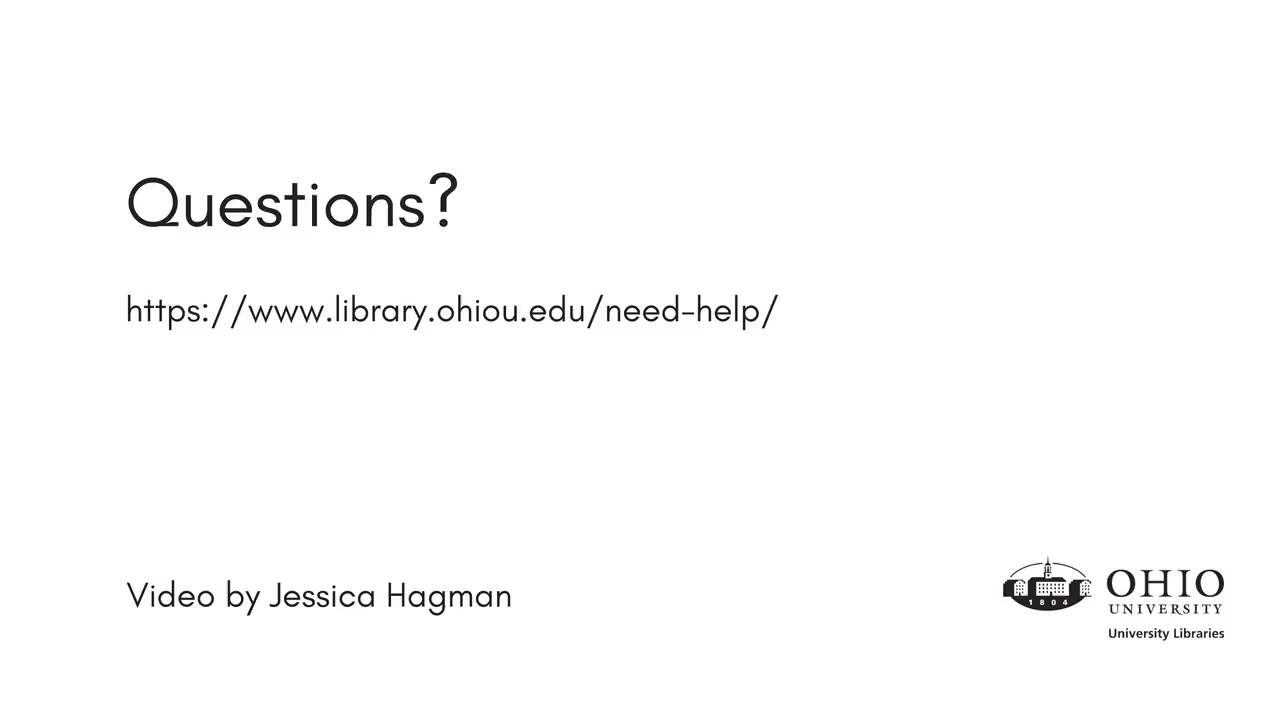 Questions?
https://www.library.ohiou.edu/need-help/
Video by Jessica Hagman
1804
OHIO
UNIVERSITY
University Libraries